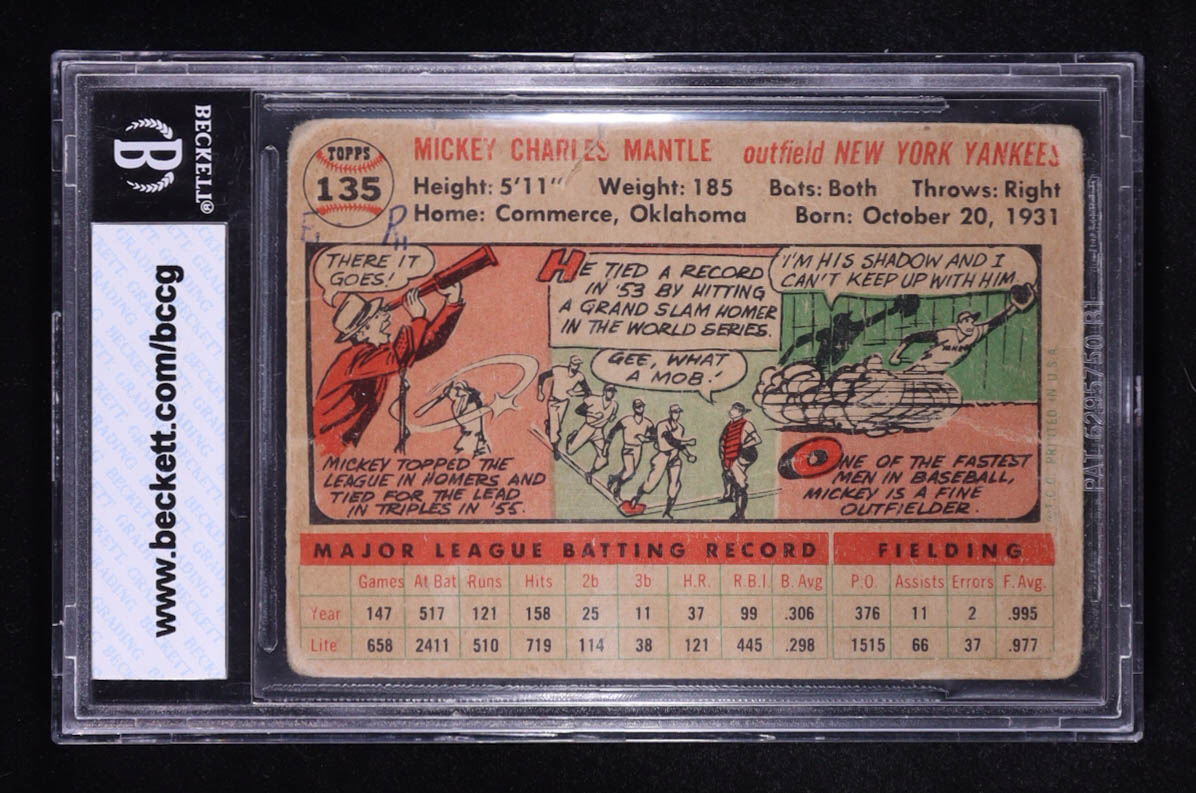 BECKETT®
B
www.beckett.com/bccg
TOPPS
135
MICKEY CHARLES MANTLE outfield NEW YORK YANKEES
Height: 5'11" Weight: 185 Bats: Both Throws: Right
Home: Commerce, Oklahoma Born: October 20, 1931
THERE IT
GOES!
HE TIED A RECORD
IN '53 BY HITTING
A GRAND SLAM HOMER
IN THE WORLD SERIES.
I'M HIS SHADOW AND I
CAN'T KEEP UP WITH HIM.
GEE, WHAT
A MOB!
MICKEY TOPPED THE
LEAGUE IN HOMERS AND
TIED FOR THE LEAD
IN TRIPLES IN '55.
ONE OF THE FASTEST
MEN IN BASEBALL,
MICKEY IS A FINE
OUTFIELDER.
T.C.G. PRINTED IN U.S.A.
MAJOR LEAGUE BATTING RECORD FIELDING
Games At Bat Runs Hits 2b 3b H.R. R.B.I B. Avg P.O. Assists Errors F. Avg.
Year 147 517 121 158 25 11 37 99 .306 376 11 2 .995
Life 658 2411 510 719 114 38 121 445 .298 1515 66 37 .977